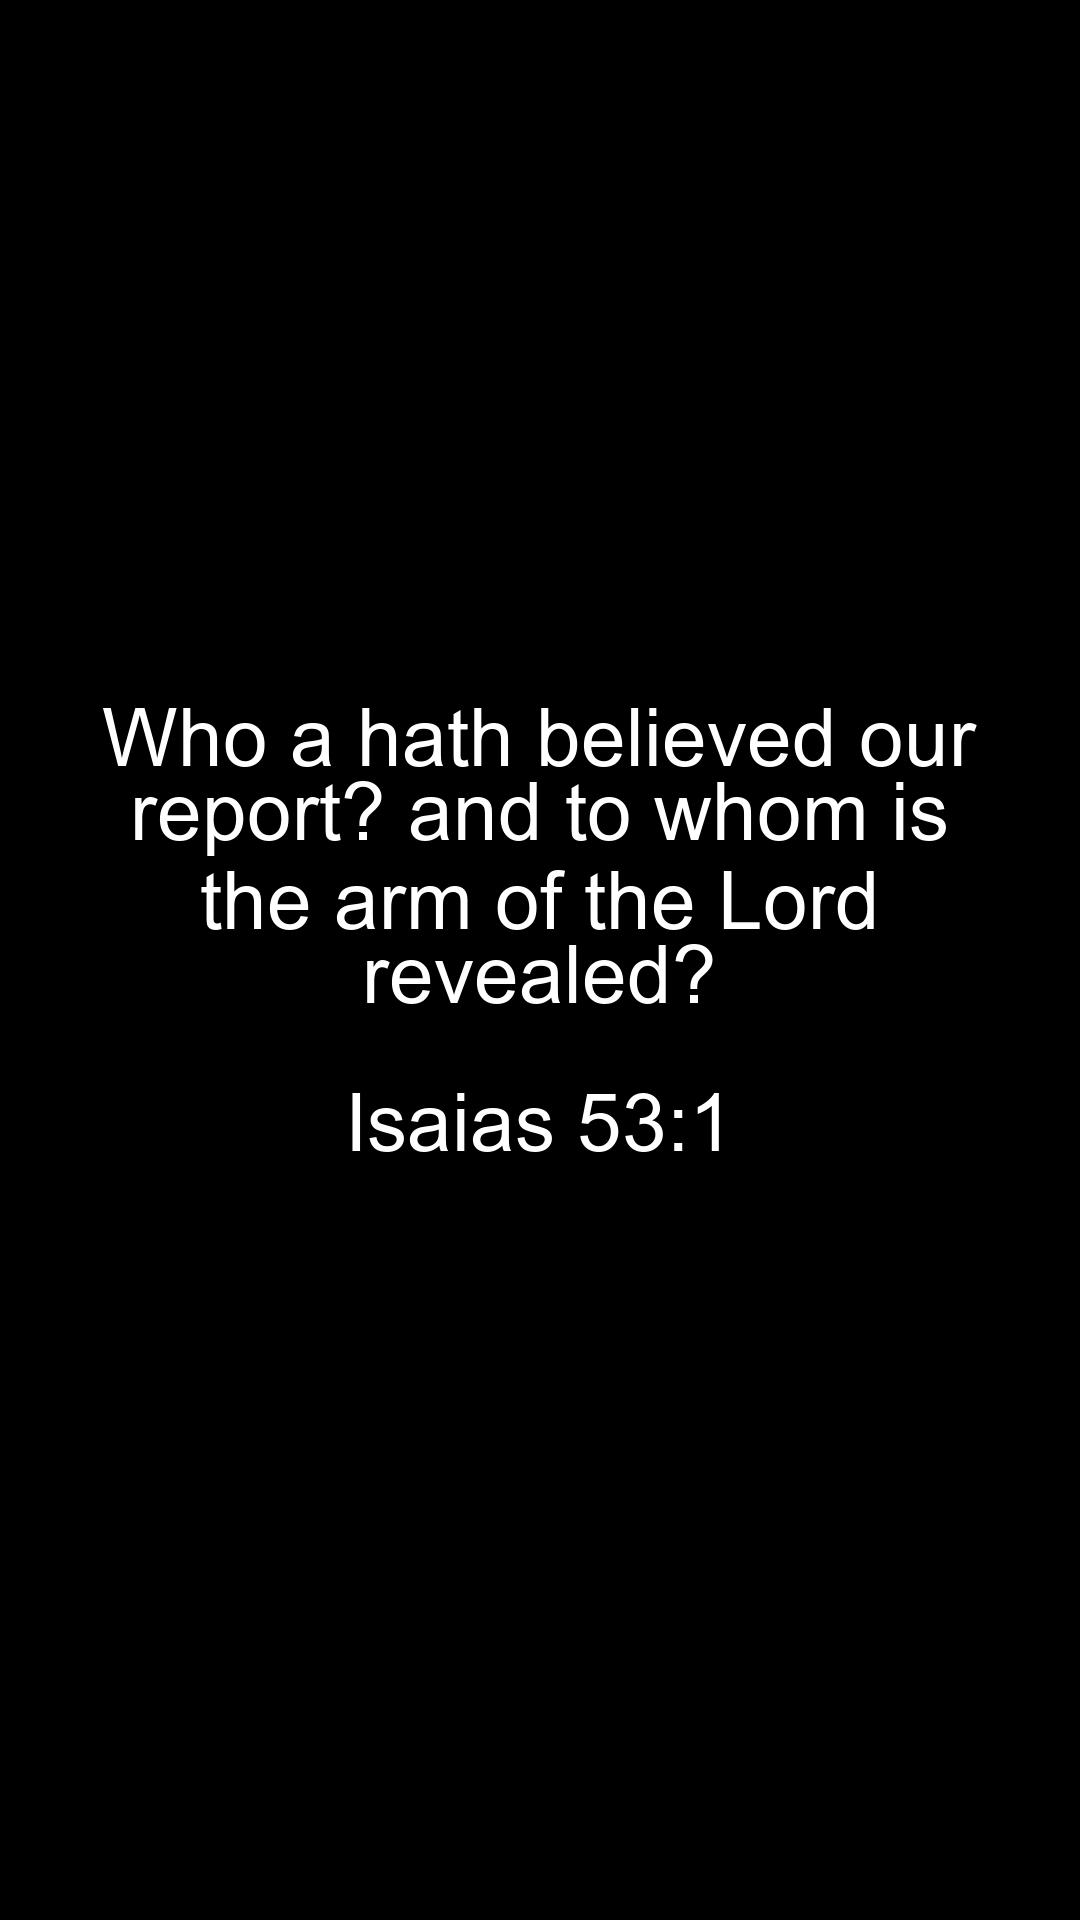 Who a hath believed our
report? and to whom is
the arm of the Lord
revealed?
Isaias 53:1